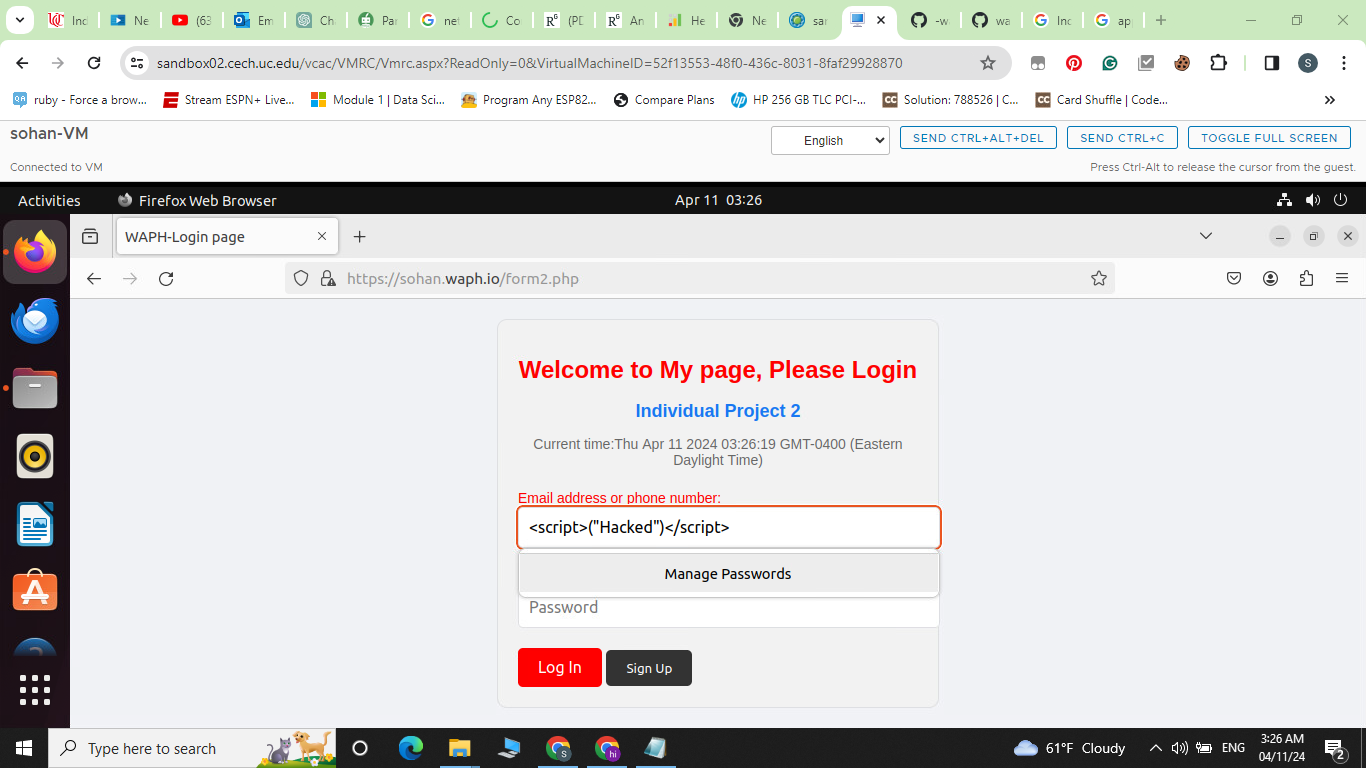 Ind
Ne
(63
Em
Ch
Par
net
Co
(PD
An
He
Ne
sar
-w
wa
Inc
ap
sandbox02.cech.uc.edu/vcac/VMRC/Vmrc.aspx?ReadOnly=0&VirtualMachineID=52f13553-48f0-436c-8031-8faf29928870
S
ruby - Force a brow...
Stream ESPN+ Live...
Module 1 | Data Sci...
Program Any ESP82...
Compare Plans
HP 256 GB TLC PCI-...
CC Solution: 788526 | C...
CC Card Shuffle | Code...
sohan-VM
English
SEND CTRL+ALT+DEL
SEND CTRL+C
TOGGLE FULL SCREEN
Connected to VM
Press Ctrl-Alt to release the cursor from the guest.
Activities
Firefox Web Browser
Apr 11 03:26
WAPH-Login page
https://sohan.waph.io/form2.php
Welcome to My page, Please Login
Individual Project 2
Current time:Thu Apr 11 2024 03:26:19 GMT-0400 (Eastern
Daylight Time)
Email address or phone number:
<script>("Hacked")</script>
Manage Passwords
Password
Log In
Sign Up
Type here to search
61°F Cloudy
ENG
3:26 AM
04/11/24
2